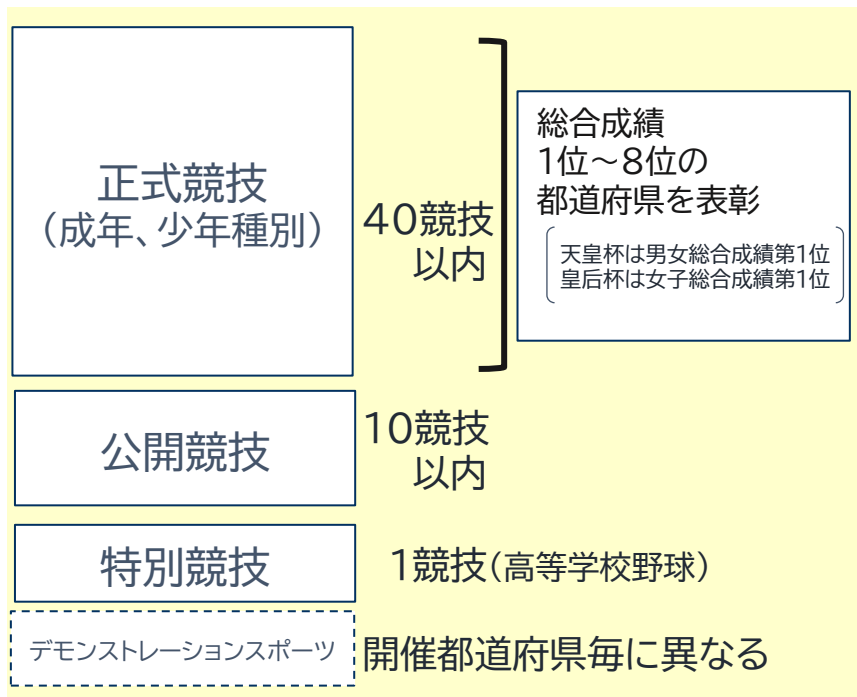 正式競技
（成年、少年種別）
40競技
以内
総合成績
1位～8位の
都道府県を表彰
天皇杯は男女総合成績第1位
皇后杯は女子総合成績第1位
公開競技
10競技
以内
特別競技
1競技（高等学校野球）
デモンストレーションスポーツ
開催都道府県毎に異なる